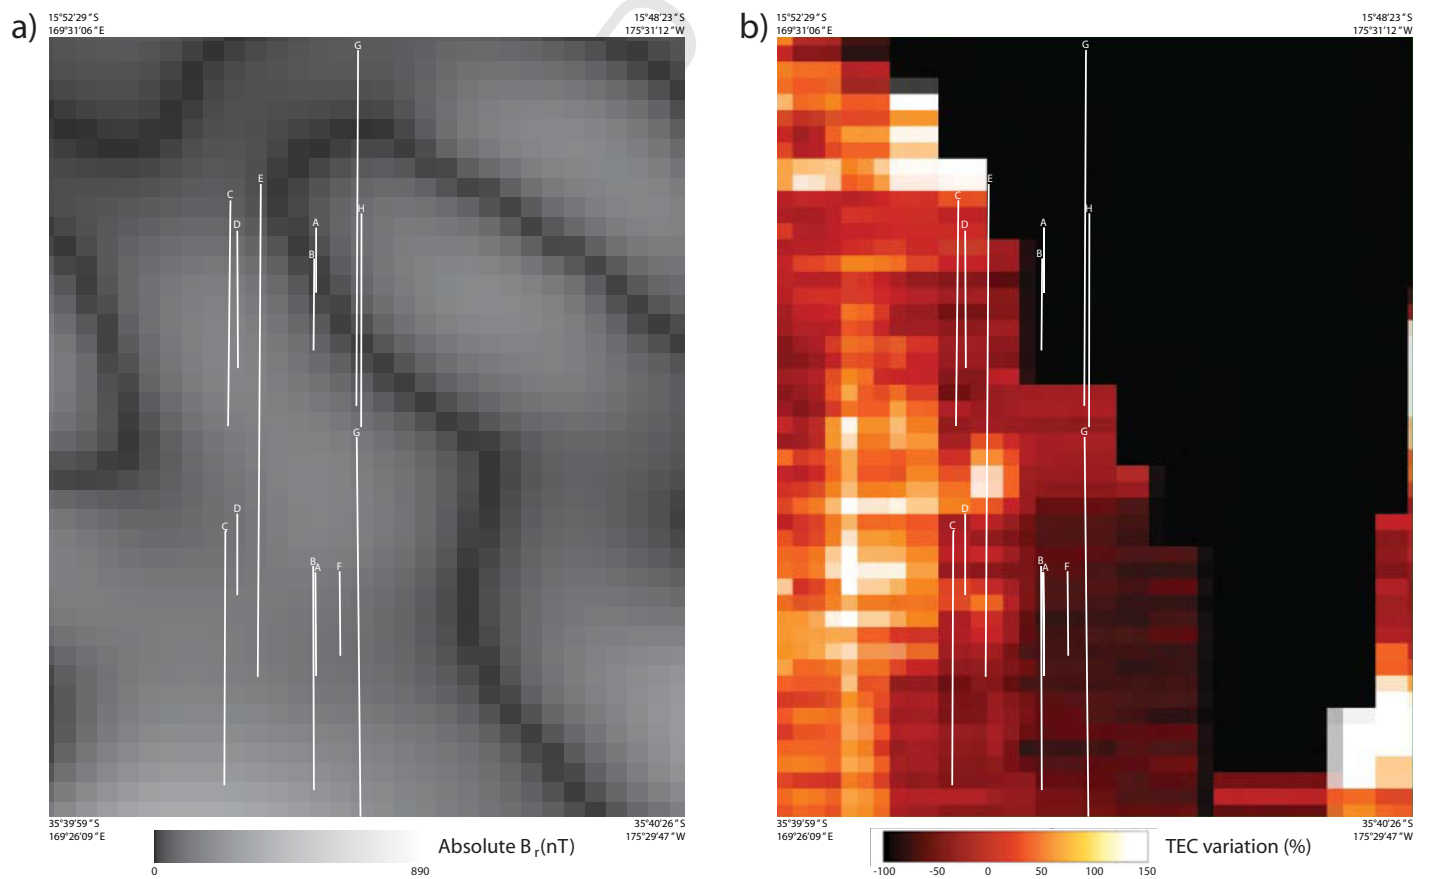 a)
15°52'29"S
169°31'06"E
15°48'23"S
175°31'12"W
G
E
C
D
A
B
H
G
D
C
B
A
F
35°39'59"S
169°26'09"E
35°40'26"S
175°29'47"W
Absolute B r(nT)
0
890
b)
15°52'29"S
169°31'06"E
15°48'23"S
175°31'12"W
G
E
C
D
A
B
H
G
D
C
B
A
F
35°39'59"S
169°26'09"E
35°40'26"S
175°29'47"W
TEC variation (%)
-100 -50 0 50 100 150